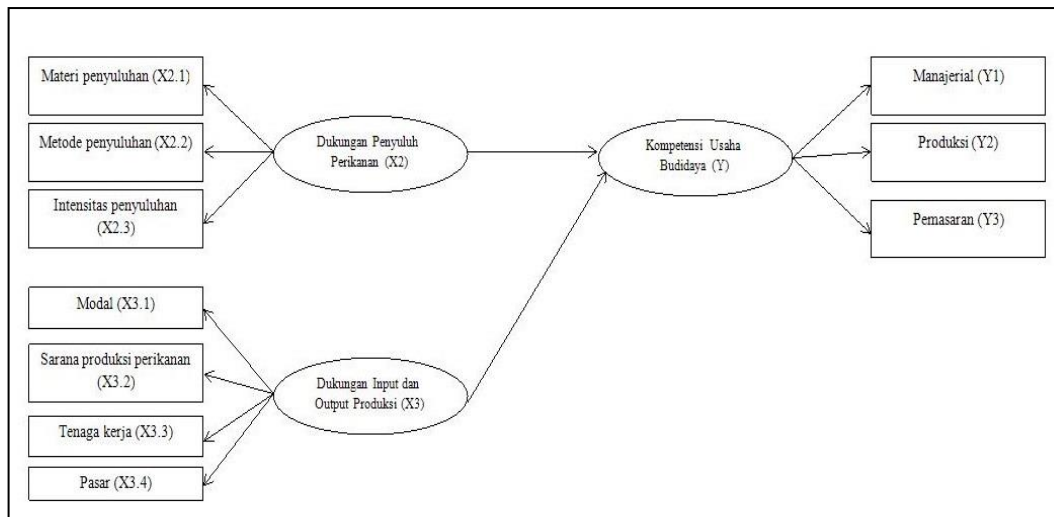 Materi penyuluhan (X2.1)
Metode penyuluhan (X2.2)
Intensitas penyuluhan
(X2.3)
Modal (X3.1)
Sarana produksi perikanan
(X3.2)
Tenaga kerja (X3.3)
Pasar (X3.4)
Dukungan Penyuluh
Perikanan (X2)
Dukungan Input dan
Output Produksi (X3)
Kompetensi Usaha
Budidaya (Y)
Manajerial (Y1)
Produksi (Y2)
Pemasaran (Y3)